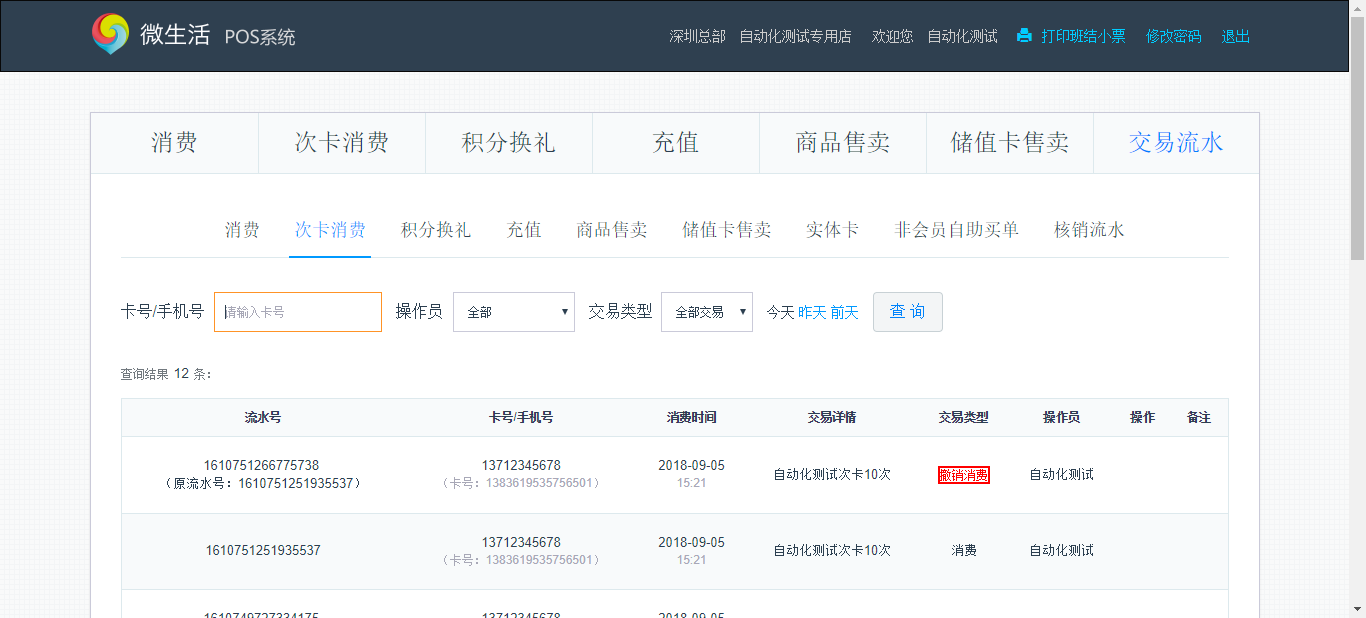 微生活 POS系统 深圳总部 自动化测试专用店 欢迎您 自动化测试 打印班结小票 修改密码 退出
消费 次卡消费 积分换礼 充值 商品售卖 储值卡售卖 交易流水
消费 次卡消费 积分换礼 充值 商品售卖 储值卡售卖 实体卡 非会员自助买单 核销流水
卡号/手机号 请输入卡号 操作员 全部 交易类型 全部交易 今天 昨天 前天 查 询
查询结果 12 条：
流水号 卡号/手机号 消费时间 交易详情 交易类型 操作员 操作 备注
1610751266775738 13712345678 2018-09-05
（原流水号：1610751251935537） （卡号：1383619535756501） 15:21 自动化测试次卡10次 撤销消费 自动化测试
1610751251935537 13712345678 2018-09-05 自动化测试次卡10次 消费 自动化测试
（卡号：1383619535756501） 15:21
1610749727334175 13712345678 2018-09-05